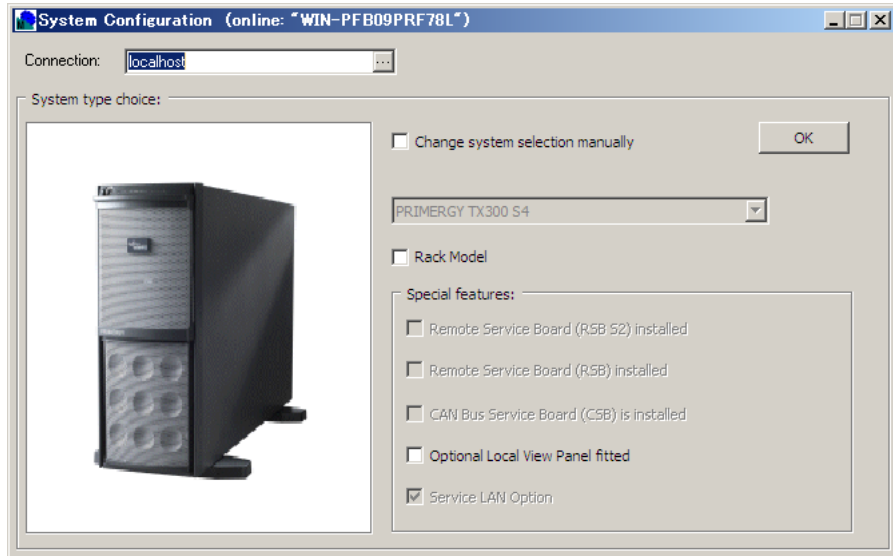 System Configuration (online: "WIN-PFB09PRF78L")
Connection: localhost ...
System type choice:
Change system selection manually
OK
PRIMERGY TX300 S4
Rack Model
Special features:
Remote Service Board (RSB S2) installed
Remote Service Board (RSB) installed
CAN Bus Service Board (CSB) is installed
Optional Local View Panel fitted
Service LAN Option